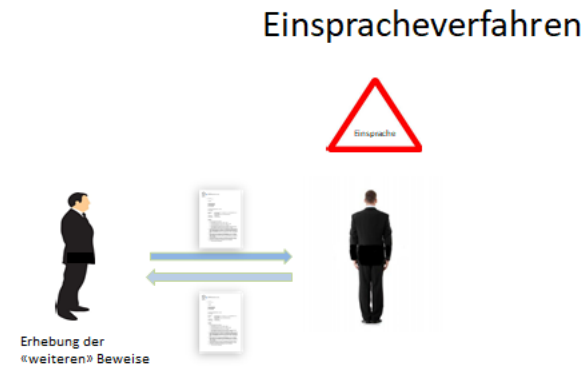 Einspracheverfahren
Einsprache
Erhebung der
«weiteren» Beweise